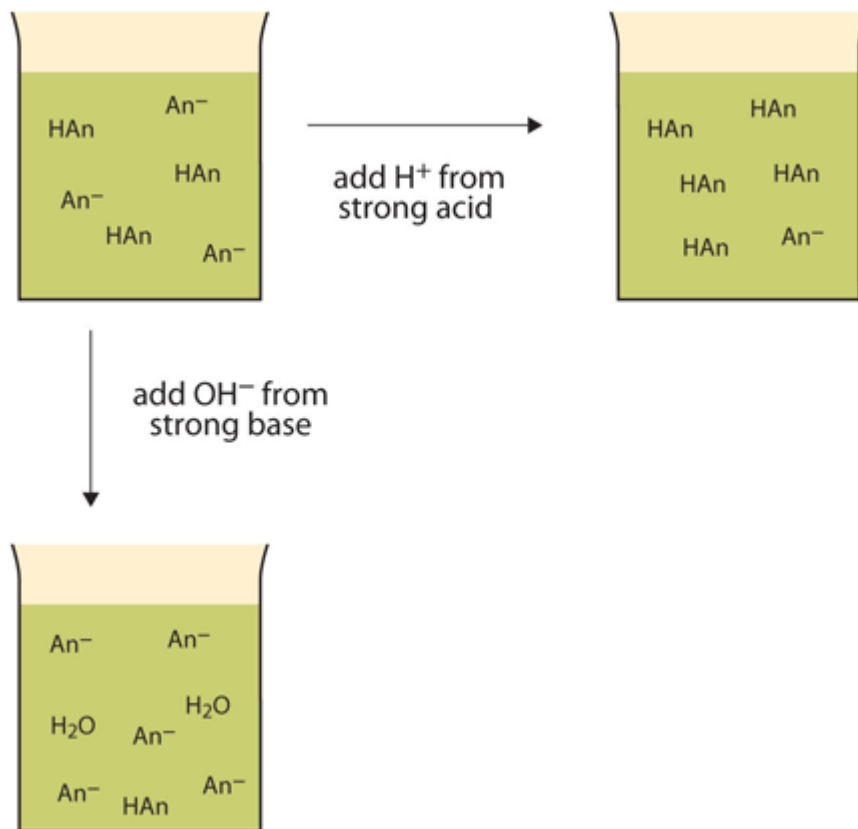 An⁻
HAn
HAn
An⁻
HAn
An⁻
add H⁺ from
strong acid
HAn
HAn
HAn
HAn
HAn
An⁻
add OH⁻ from
strong base
An⁻
An⁻
H₂O
H₂O
An⁻
An⁻
An⁻
HAn